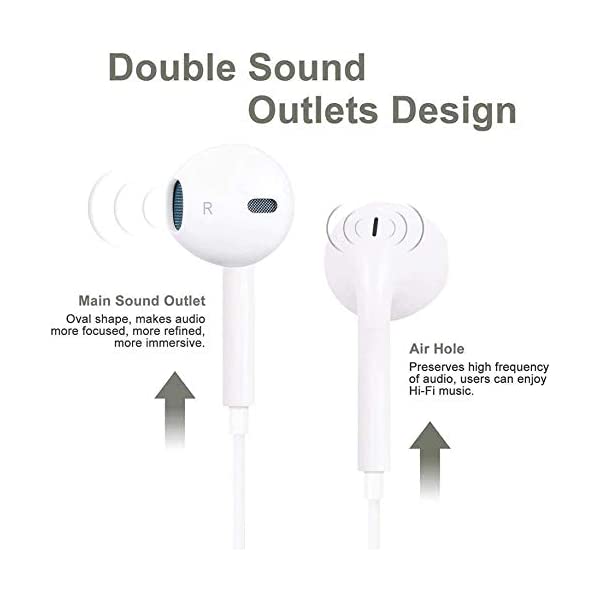 Double Sound
Outlets Design
R
Main Sound Outlet
Oval shape, makes audio
more focused, more refined,
more immersive.
Air Hole
Preserves high frequency
of audio, users can enjoy
Hi-Fi music.